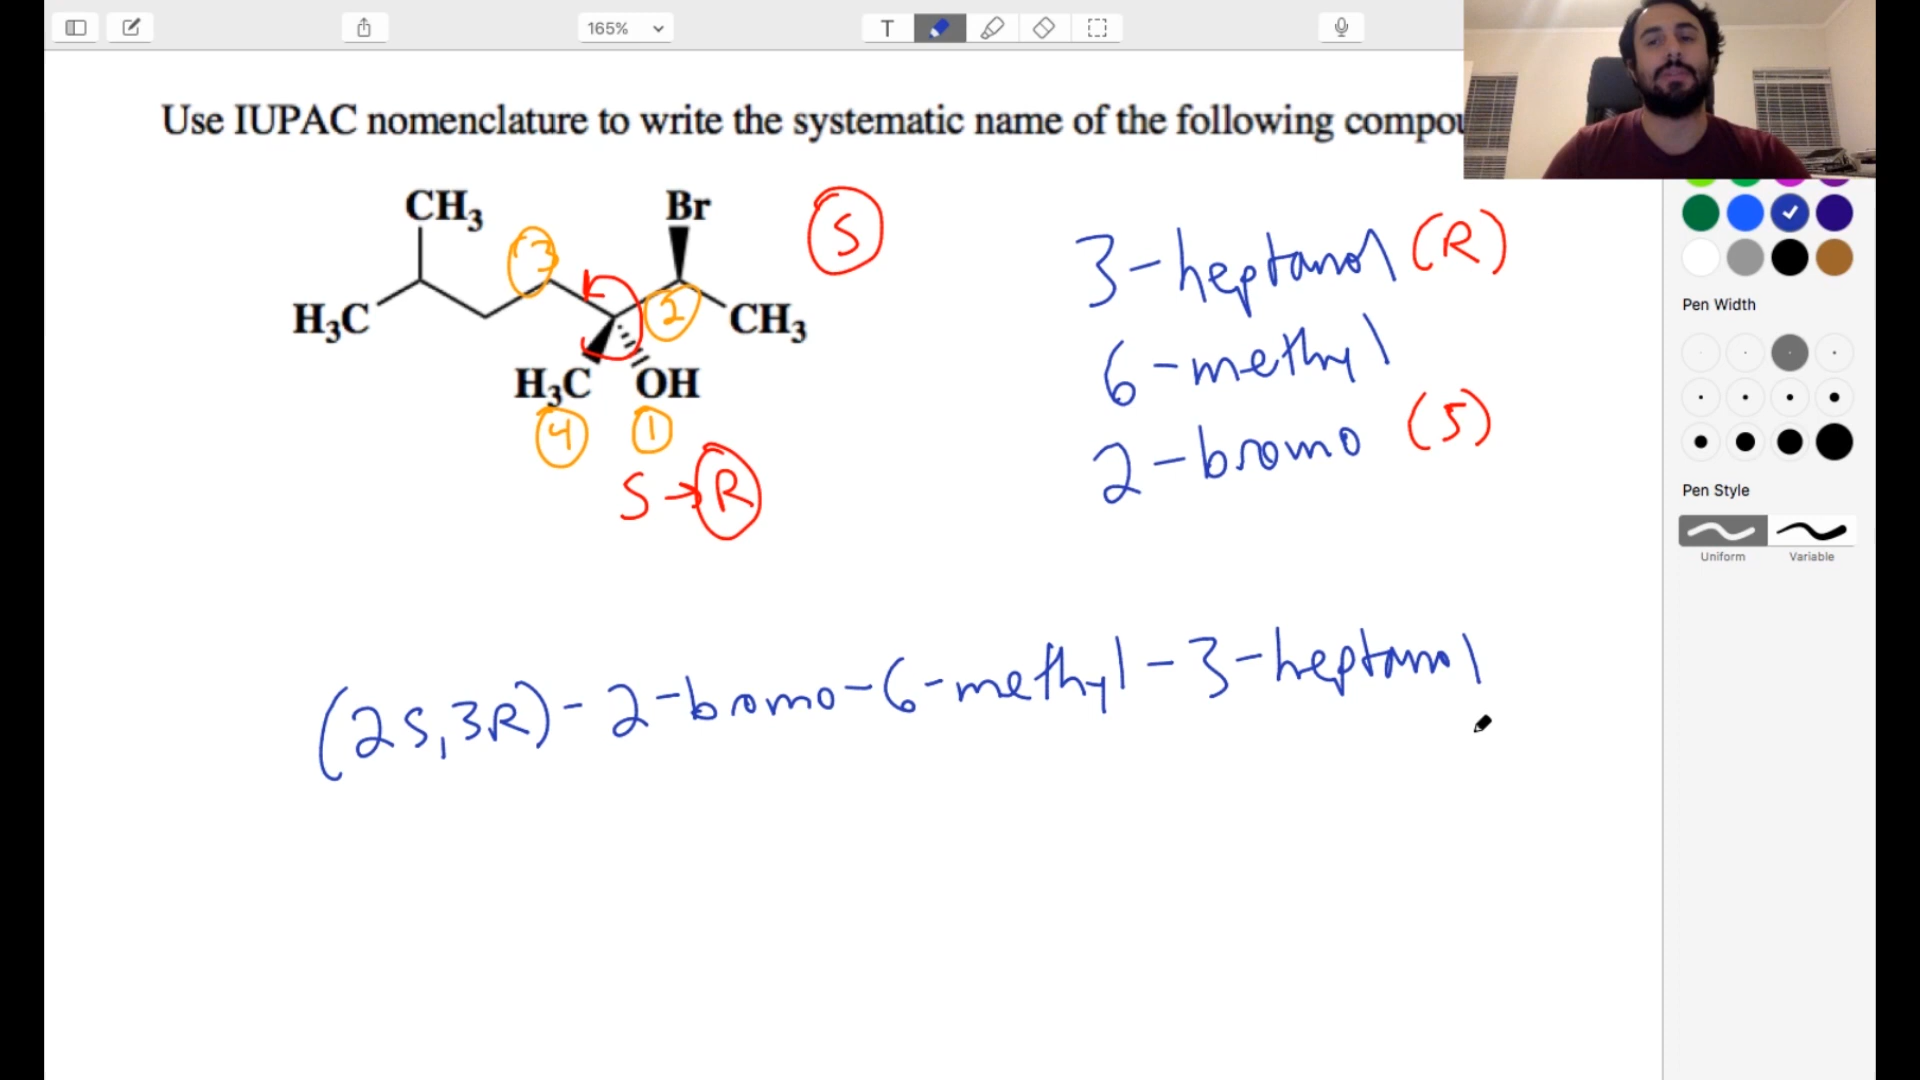 165%
T
Use IUPAC nomenclature to write the systematic name of the following
CH3
Br
S
3
H3C
2
CH3
H3C
OH
4
1
S → R
3-heptanol (R)
6-methyl
2-bromo (S)
(2S,3R)-2-bromo-6-methyl-3-heptanol
Pen Width
Pen Style
Uniform
Variable